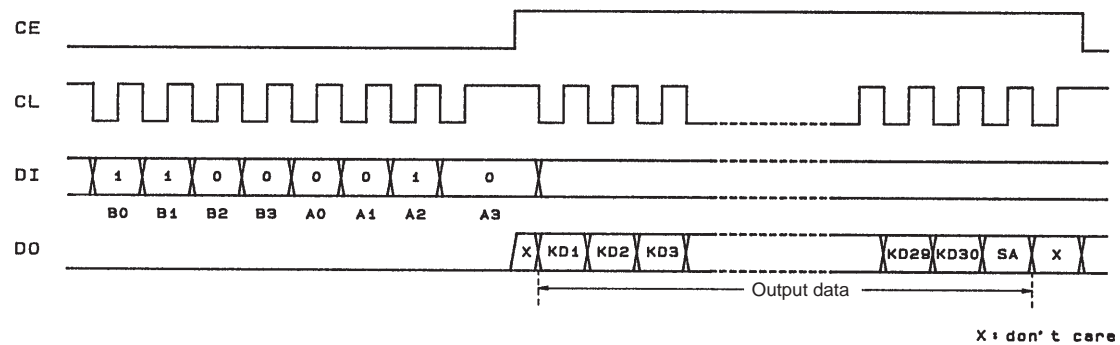 CE
CL
DI 1 1 0 0 0 0 1 0
B0 B1 B2 B3 A0 A1 A2 A3
DO X KD1 KD2 KD3 KD29 KD30 SA X
Output data
X: don't care